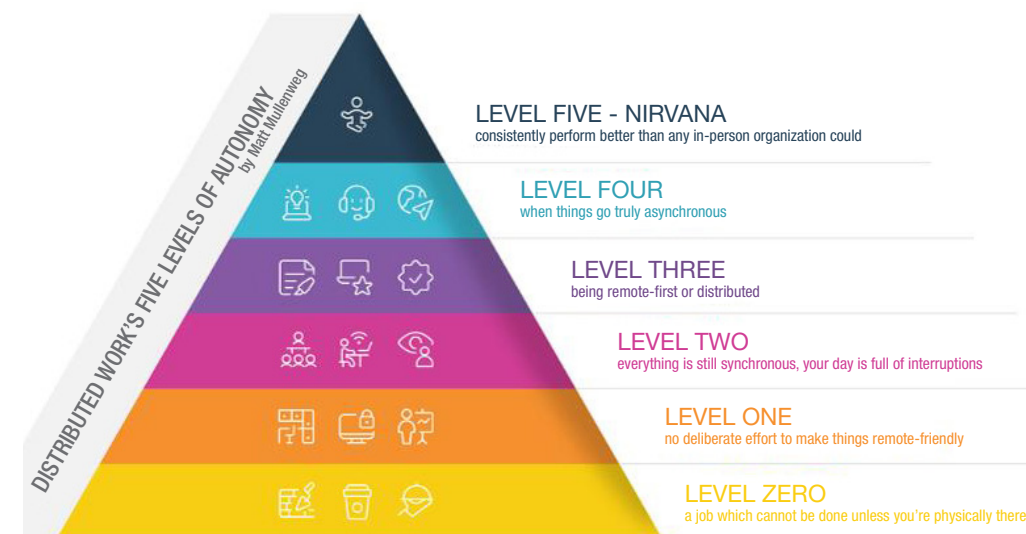 DISTRIBUTED WORK'S FIVE LEVELS OF AUTONOMY
by Matt Mullenweg
LEVEL FIVE - NIRVANA
consistently perform better than any in-person organization could
LEVEL FOUR
when things go truly asynchronous
LEVEL THREE
being remote-first or distributed
LEVEL TWO
everything is still synchronous, your day is full of interruptions
LEVEL ONE
no deliberate effort to make things remote-friendly
LEVEL ZERO
a job which cannot be done unless you're physically there